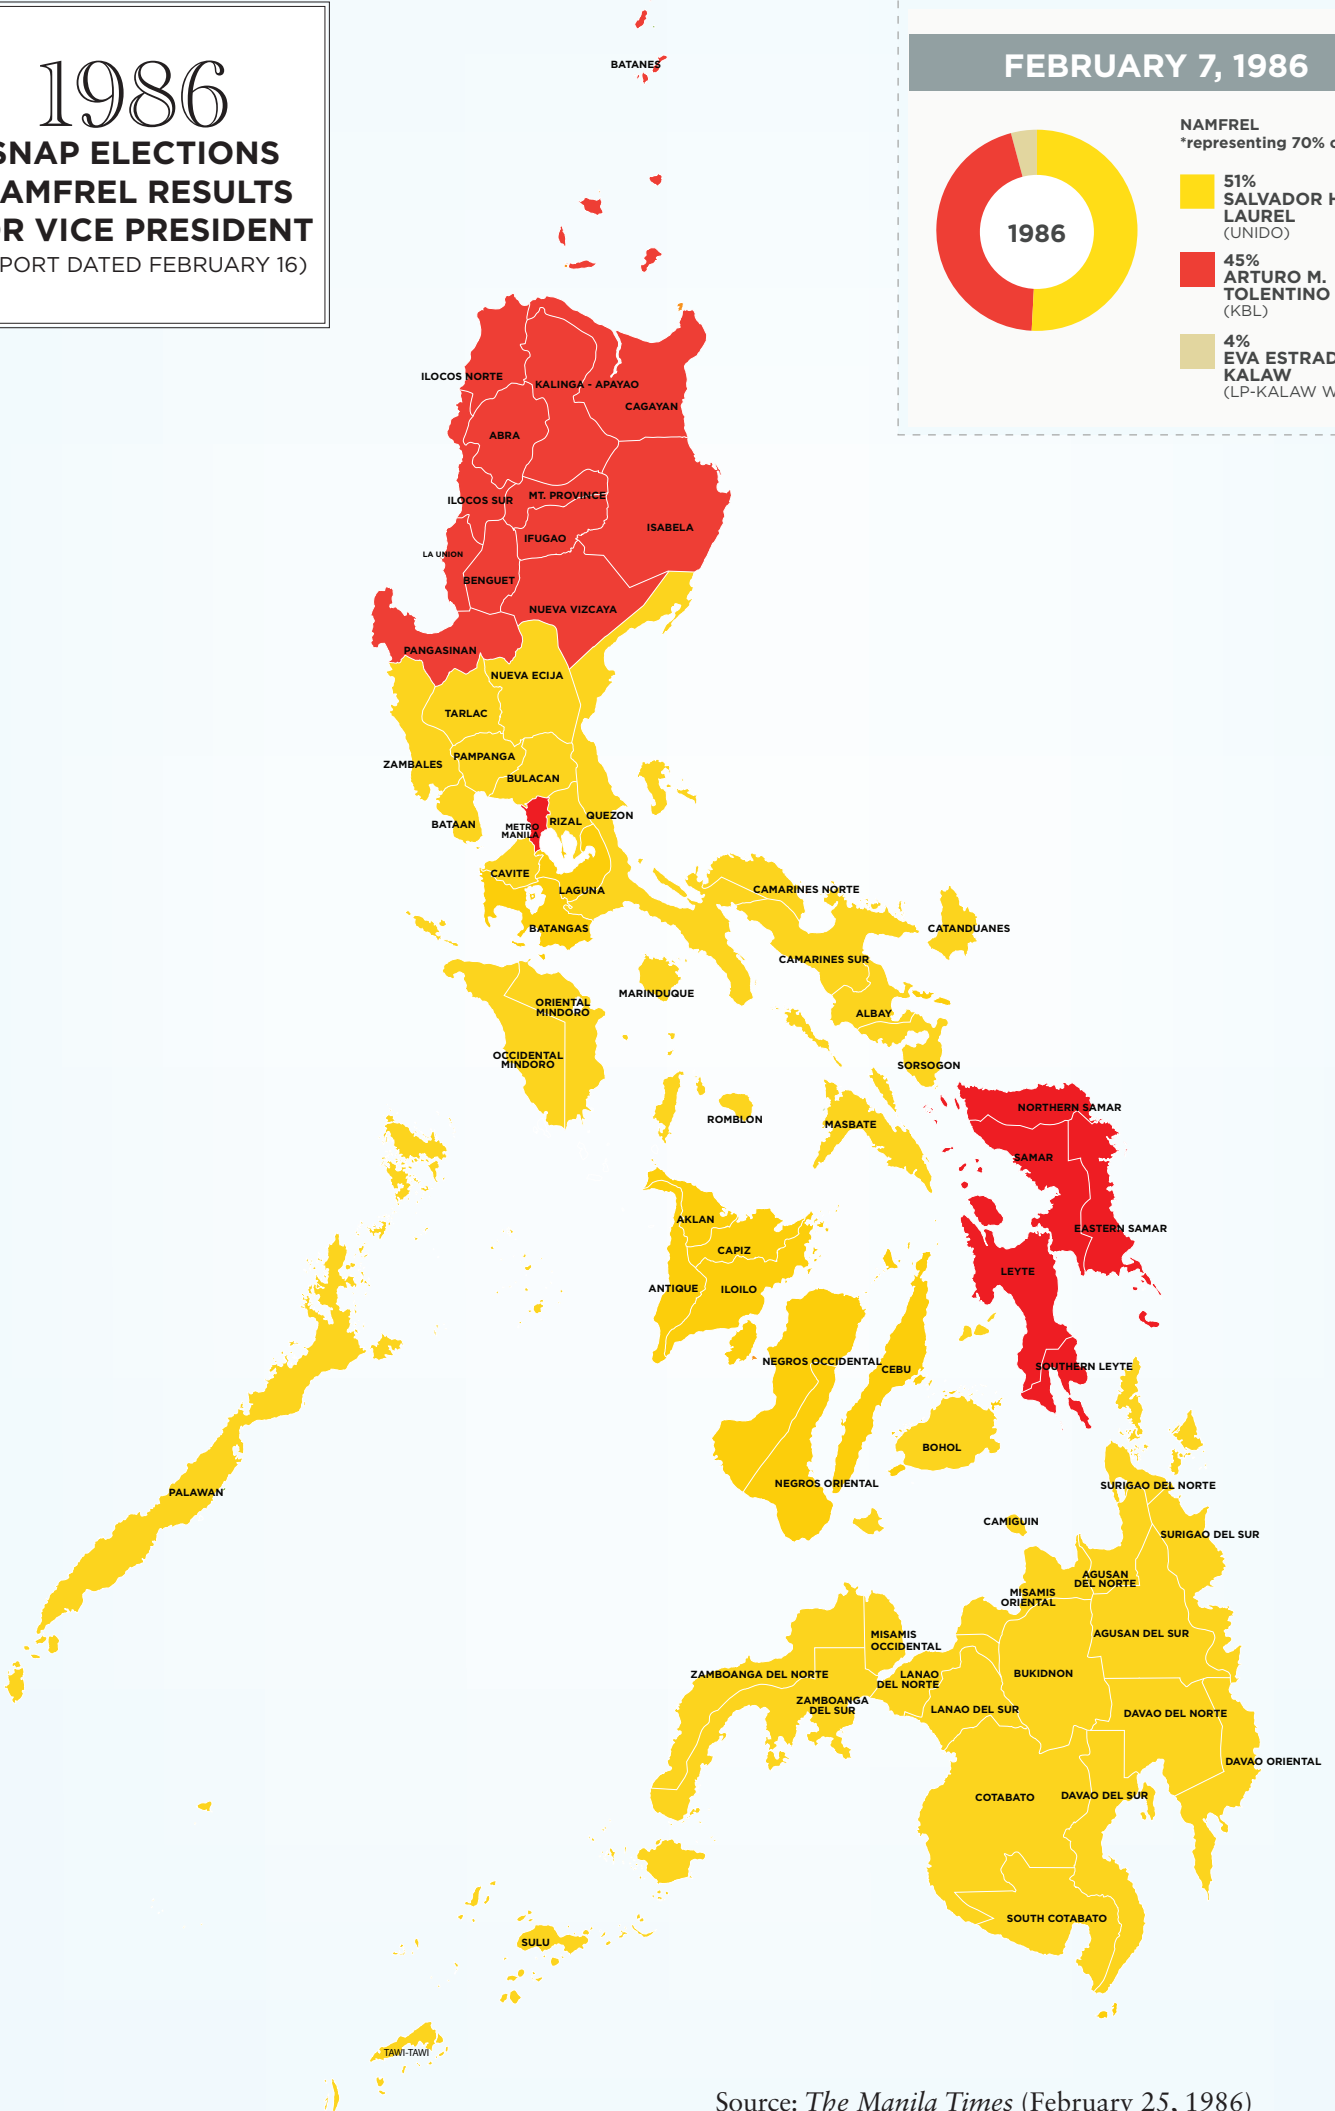 1986
SNAP ELECTIONS
AMFREL RESULTS
R VICE PRESIDENT
PORT DATED FEBRUARY 16)
FEBRUARY 7, 1986
1986
NAMFREL
*representing 70%
51%
SALVADOR H
LAUREL
(UNIDO)
45%
ARTURO M.
TOLENTINO
(KBL)
4%
EVA ESTRAD
KALAW
(LP-KALAW W
BATANES
ILOCOS NORTE
KALINGA - APAYAO
CAGAYAN
ABRA
ILOCOS SUR
MT. PROVINCE
ISABELA
IFUGAO
LA UNION
BENGUET
NUEVA VIZCAYA
PANGASINAN
NUEVA ECIJA
TARLAC
PAMPANGA
ZAMBALES
BULACAN
QUEZON
RIZAL
BATAAN
METRO
MANILA
CAVITE
LAGUNA
CAMARINES NORTE
BATANGAS
CATANDUANES
CAMARINES SUR
MARINDUQUE
ORIENTAL
MINDORO
ALBAY
OCCIDENTAL
MINDORO
SORSOGON
NORTHERN SAMAR
ROMBLON
MASBATE
SAMAR
AKLAN
EASTERN SAMAR
CAPIZ
LEYTE
ANTIQUE
ILOILO
NEGROS OCCIDENTAL
CEBU
SOUTHERN LEYTE
BOHOL
NEGROS ORIENTAL
SURIGAO DEL NORTE
PALAWAN
CAMIGUIN
SURIGAO DEL SUR
AGUSAN
DEL NORTE
MISAMIS
ORIENTAL
AGUSAN DEL SUR
MISAMIS
OCCIDENTAL
ZAMBOANGA DEL NORTE
LANAO
DEL NORTE
BUKIDNON
ZAMBOANGA
DEL SUR
LANAO DEL SUR
DAVAO DEL NORTE
DAVAO ORIENTAL
COTABATO
DAVAO DEL SUR
SOUTH COTABATO
SULU
TAWI-TAWI
Source: The Manila Times (February 25, 1986)